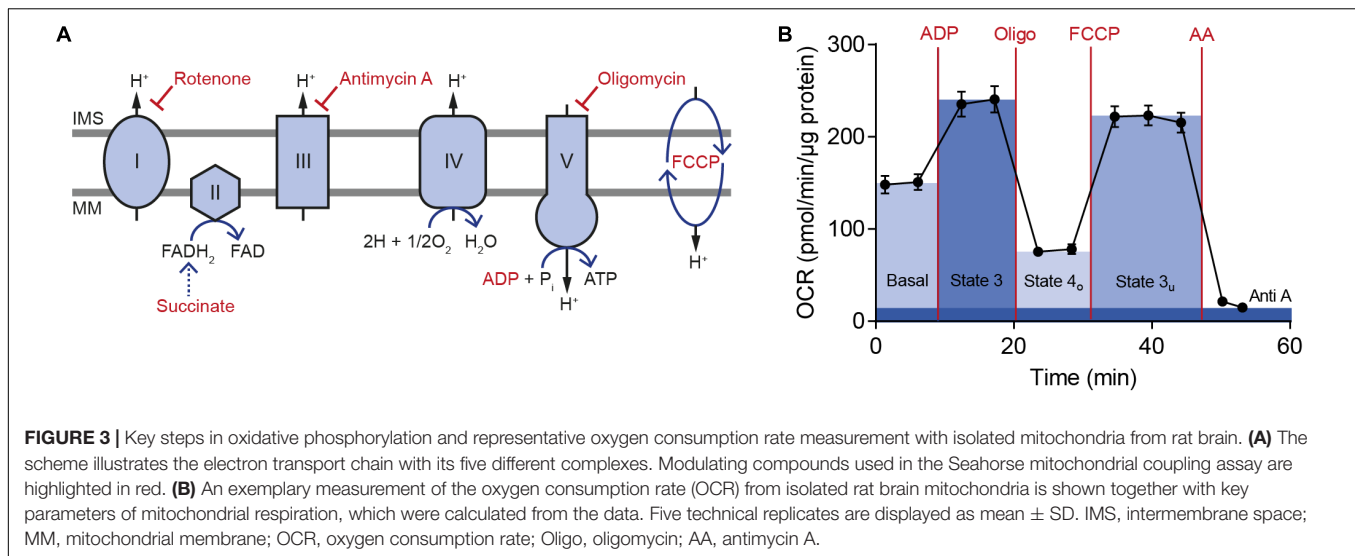 A
H⁺
Rotenone
H⁺
Antimycin A
H⁺
Oligomycin
IMS
I
III
IV
V
FCCP
II
MM
FADH₂
FAD
2H + 1/2O₂
H₂O
ADP + Pᵢ
ATP
H⁺
H⁺
Succinate
B
ADP
Oligo
FCCP
AA
300
200
100
0
OCR (pmol/min/µg protein)
Basal
State 3
State 4ₒ
State 3ᵤ
Anti A
0
20
40
60
Time (min)
FIGURE 3 | Key steps in oxidative phosphorylation and representative oxygen consumption rate measurement with isolated mitochondria from rat brain. (A) The
scheme illustrates the electron transport chain with its five different complexes. Modulating compounds used in the Seahorse mitochondrial coupling assay are
highlighted in red. (B) An exemplary measurement of the oxygen consumption rate (OCR) from isolated rat brain mitochondria is shown together with key
parameters of mitochondrial respiration, which were calculated from the data. Five technical replicates are displayed as mean ± SD. IMS, intermembrane space;
MM, mitochondrial membrane; OCR, oxygen consumption rate; Oligo, oligomycin; AA, antimycin A.